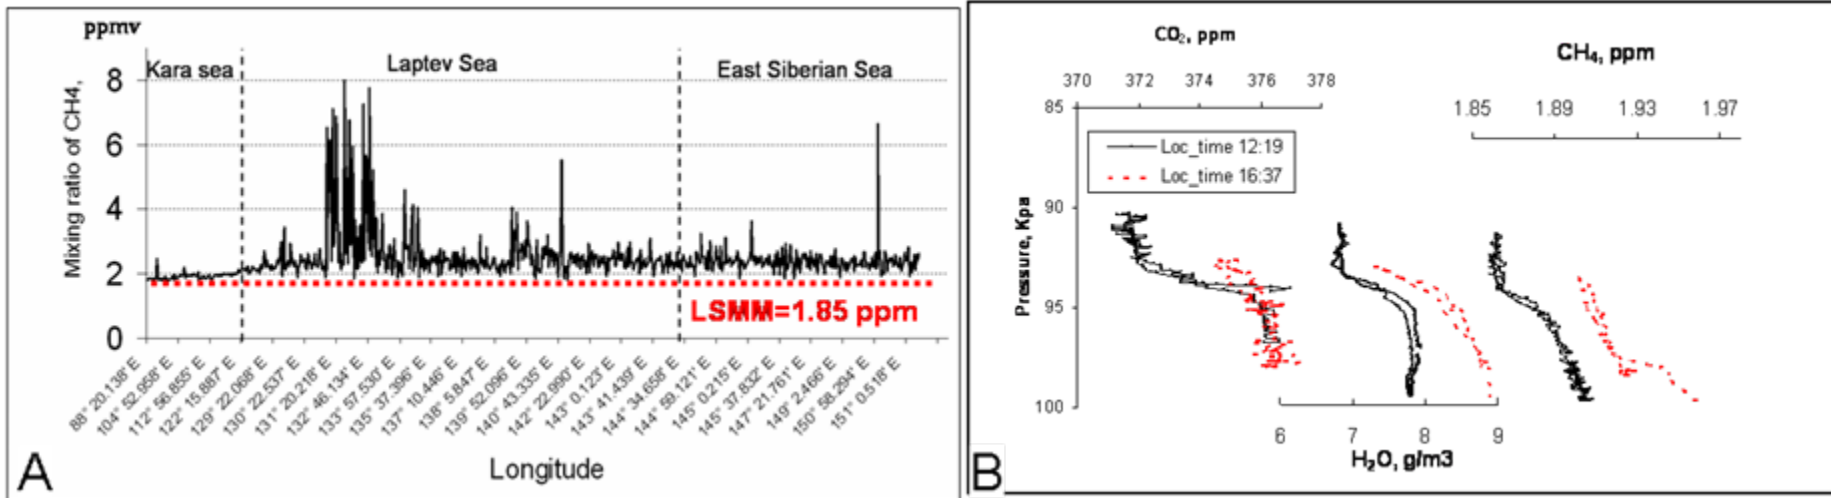 ppmv
Mixing ratio of CH4,
8
6
4
2
0
Kara sea
Laptev Sea
East Siberian Sea
LSMM=1.85 ppm
88° 20.138' E
104° 52.958' E
112° 56.855' E
122° 15.887' E
129° 22.068' E
130° 22.537' E
131° 20.218' E
132° 46.134' E
133° 57.530' E
135° 37.396' E
137° 10.446' E
138° 5.847' E
139° 52.096' E
140° 43.335' E
142° 22.990' E
143° 0.123' E
143° 41.439' E
144° 34.658' E
144° 59.121' E
145° 0.215' E
145° 37.832' E
147° 21.761' E
149° 2.466' E
150° 58.294' E
151° 0.518' E
Longitude
A
CO₂, ppm
370 372 374 376 378
CH₄, ppm
1.85 1.89 1.93 1.97
Loc_time 12:19
Loc_time 16:37
Pressure, Kpa
85
90
95
100
6 7 8 9
H₂O, g/m3
B